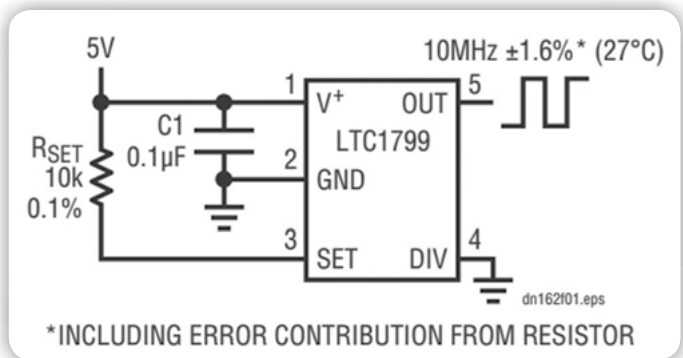 5V
10MHz ±1.6%* (27°C)
1
5
V+
OUT
C1
0.1µF
LTC1799
RSET
10k
0.1%
2
GND
3
4
SET
DIV
dn162f01.eps
*INCLUDING ERROR CONTRIBUTION FROM RESISTOR